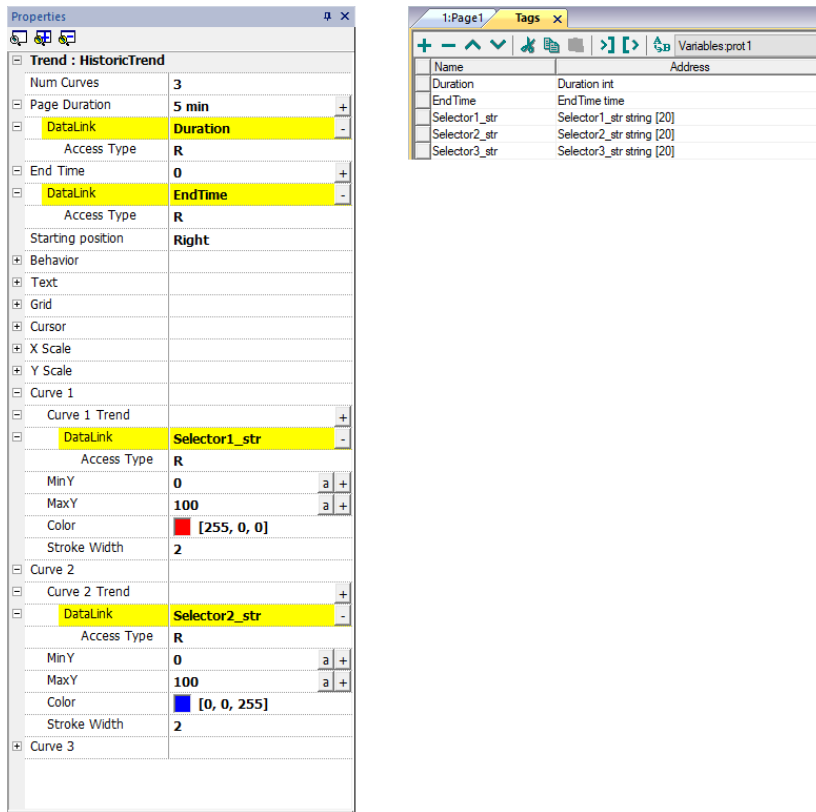 Properties
Trend : HistoricTrend
Num Curves 3
Page Duration 5 min +
DataLink Duration -
Access Type R
End Time 0 +
DataLink EndTime -
Access Type R
Starting position Right
Behavior
Text
Grid
Cursor
X Scale
Y Scale
Curve 1
Curve 1 Trend +
DataLink Selector1_str -
Access Type R
MinY 0 a +
MaxY 100 a +
Color [255, 0, 0]
Stroke Width 2
Curve 2
Curve 2 Trend +
DataLink Selector2_str -
Access Type R
MinY 0 a +
MaxY 100 a +
Color [0, 0, 255]
Stroke Width 2
Curve 3
1:Page1 Tags x
Variables:prot1
Name Address
Duration Duration int
EndTime EndTime time
Selector1_str Selector1_str string [20]
Selector2_str Selector2_str string [20]
Selector3_str Selector3_str string [20]